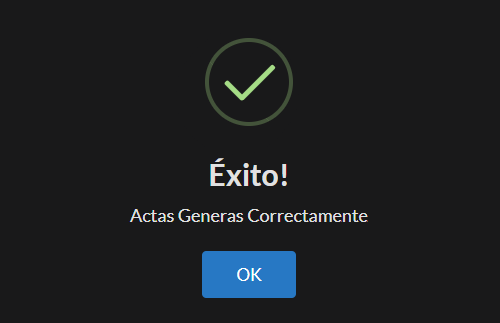 Éxito!
Actas Generas Correctamente
OK